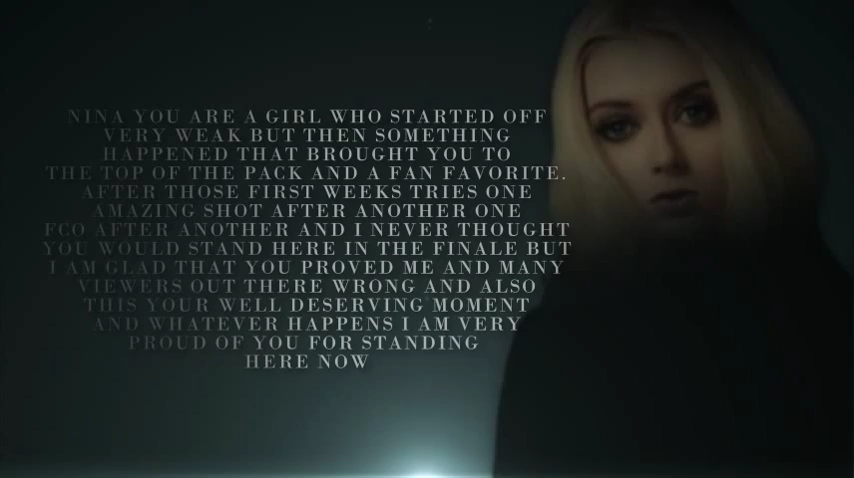 NINA YOU ARE A GIRL WHO STARTED OFF
VERY WEAK BUT THEN SOMETHING
HAPPENED THAT BROUGHT YOU TO
THE TOP OF THE PACK AND A FAN FAVORITE.
AFTER THOSE FIRST WEEKS TRIES ONE
AMAZING SHOT AFTER ANOTHER ONE
FCO AFTER ANOTHER AND I NEVER THOUGHT
YOU WOULD STAND HERE IN THE FINALE BUT
I AM GLAD THAT YOU PROVED ME AND MANY
VIEWERS OUT THERE WRONG AND ALSO
THIS YOUR WELL DESERVING MOMENT
AND WHATEVER HAPPENS I AM VERY
PROUD OF YOU FOR STANDING
HERE NOW